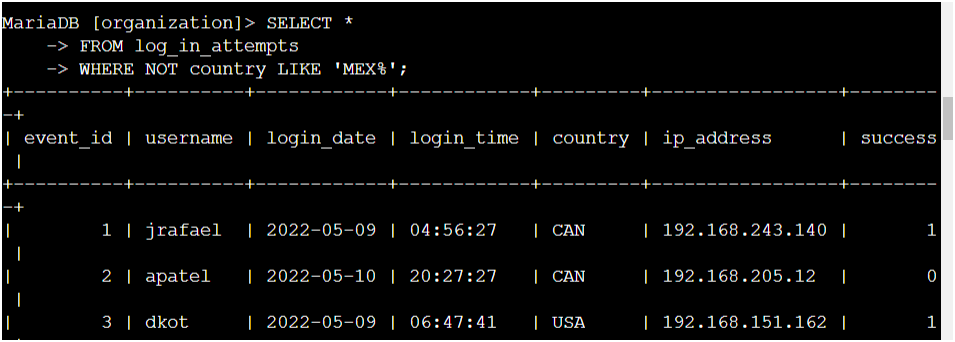 MariaDB [organization]> SELECT *
    -> FROM log_in_attempts
    -> WHERE NOT country LIKE 'MEX%';
+----------+----------+------------+------------+---------+-----------------+--------
-+
| event_id | username | login_date | login_time | country | ip_address      | success
 |
+----------+----------+------------+------------+---------+-----------------+--------
-+
|        1 | jrafael  | 2022-05-09 | 04:56:27 | CAN     | 192.168.243.140 |       1
 |
|        2 | apatel   | 2022-05-10 | 20:27:27 | CAN     | 192.168.205.12  |       0
 |
|        3 | dkot     | 2022-05-09 | 06:47:41 | USA     | 192.168.151.162 |       1